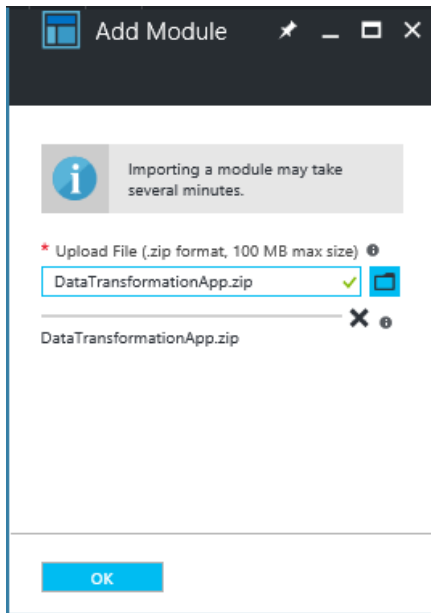 Add Module
Importing a module may take
several minutes.
* Upload File (.zip format, 100 MB max size)
DataTransformationApp.zip
DataTransformationApp.zip
OK